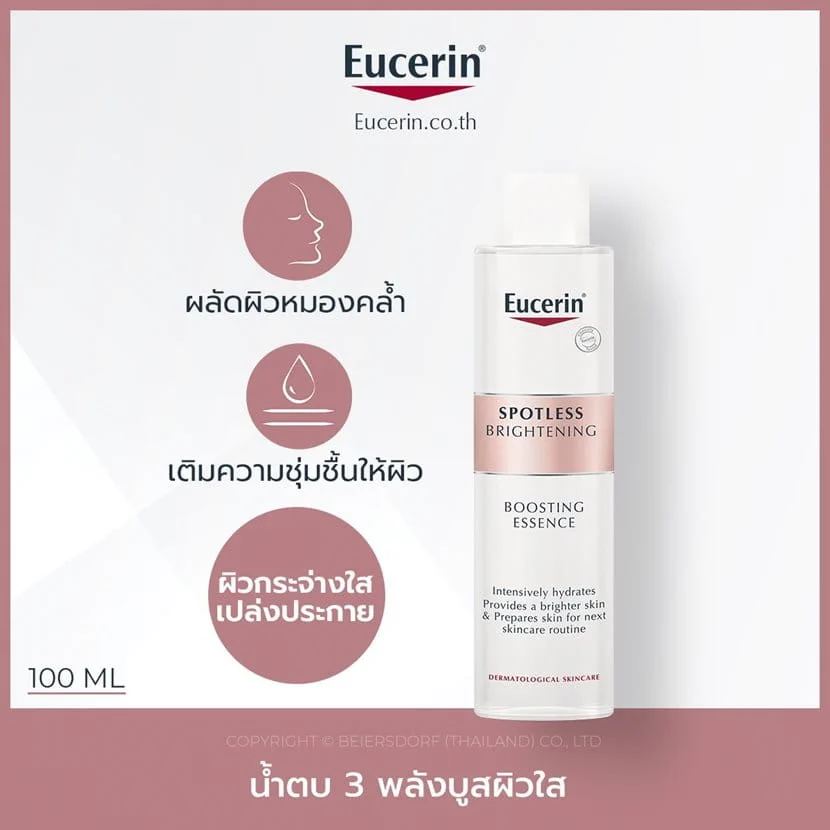 Eucerin®
Eucerin.co.th
ผลัดผิวหมองคล้ำ
เติมความชุ่มชื้นให้ผิว
ผิวกระจ่างใส
เปล่งประกาย
100 ML
Eucerin®
SPOTLESS
BRIGHTENING
BOOSTING
ESSENCE
Intensively hydrates
Provides a brighter skin
& Prepares skin for next
skincare routine
DERMATOLOGICAL SKINCARE
COPYRIGHT © BEIERSDORF (THAILAND) CO., LTD
น้ำตบ 3 พลังบูสผิวใส